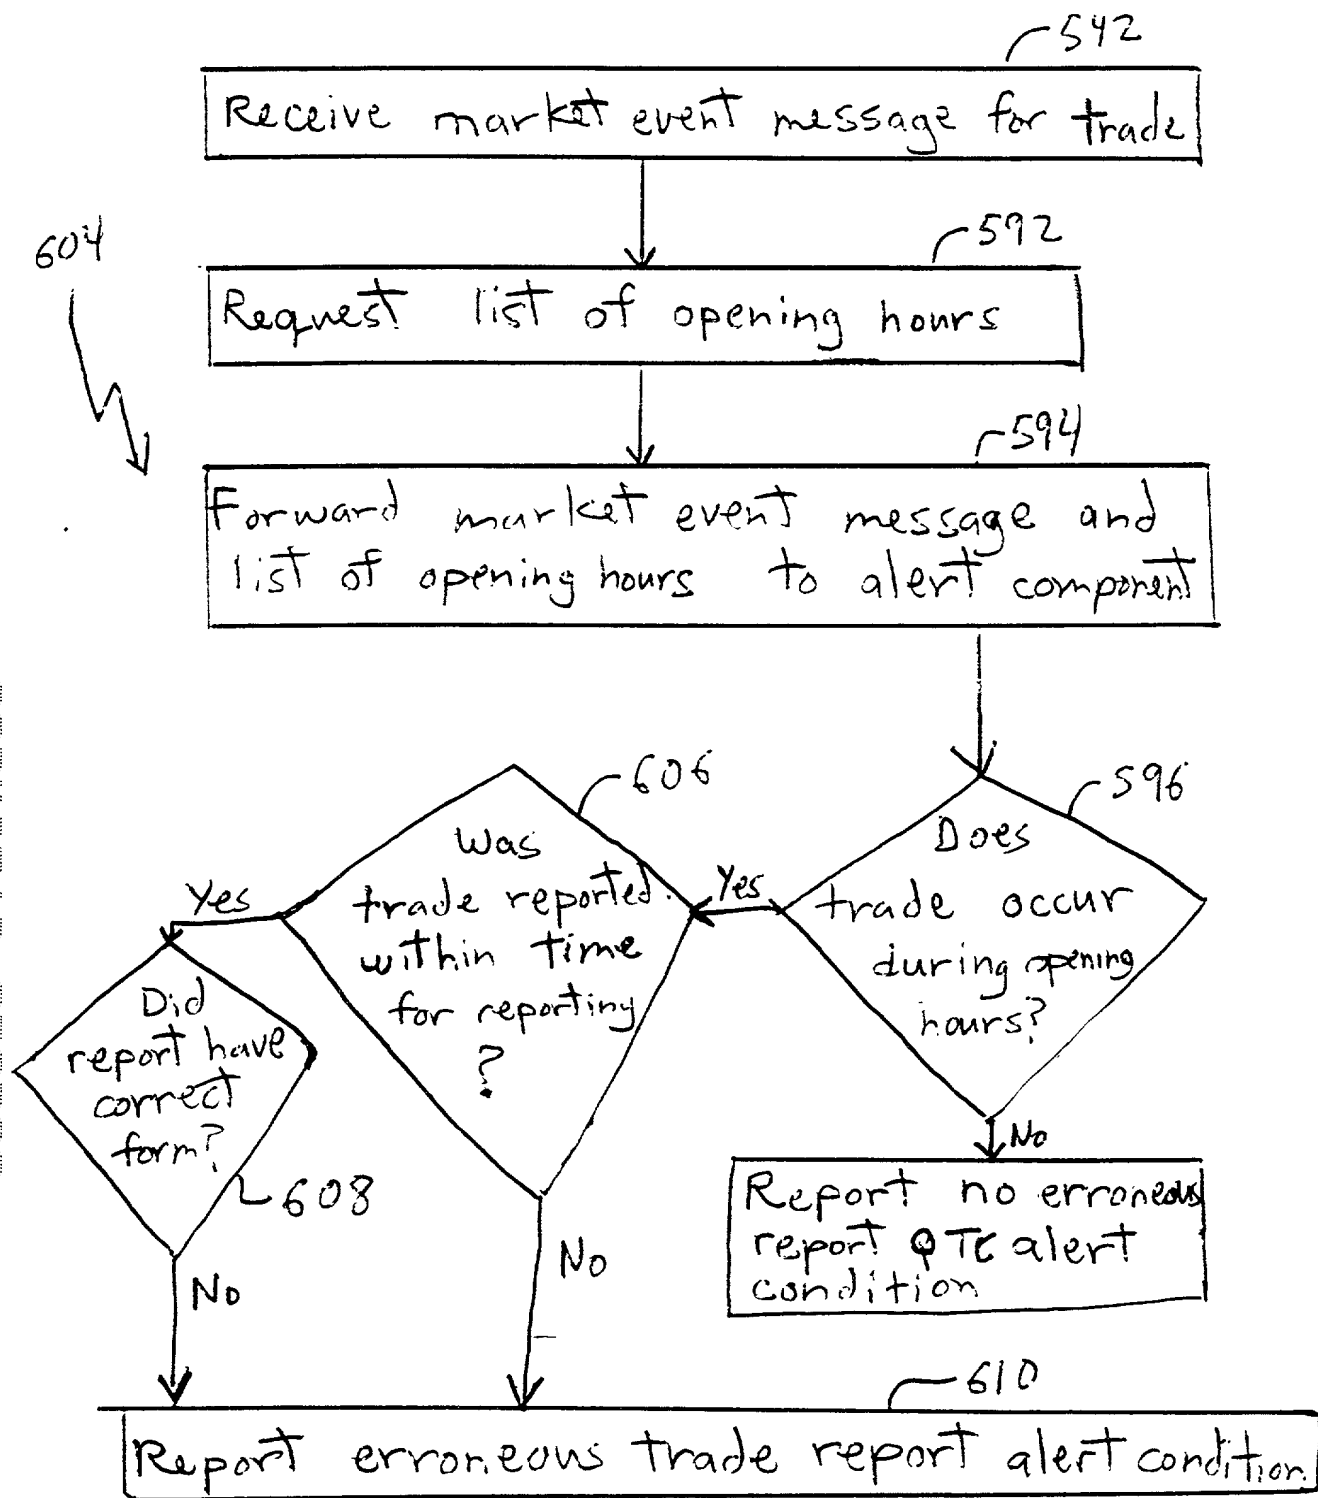 542
Receive market event message for trade
592
604
Request list of opening hours
594
Forward market event message and
list of opening hours to alert component
606
596
Was
trade reported
within time
for reporting
?
Does
trade occur
during opening
hours?
Yes
Yes
Did
report have
correct
form?
608
No
No
No
Report no erroneous
report QTC alert
condition
610
Report erroneous trade report alert condition